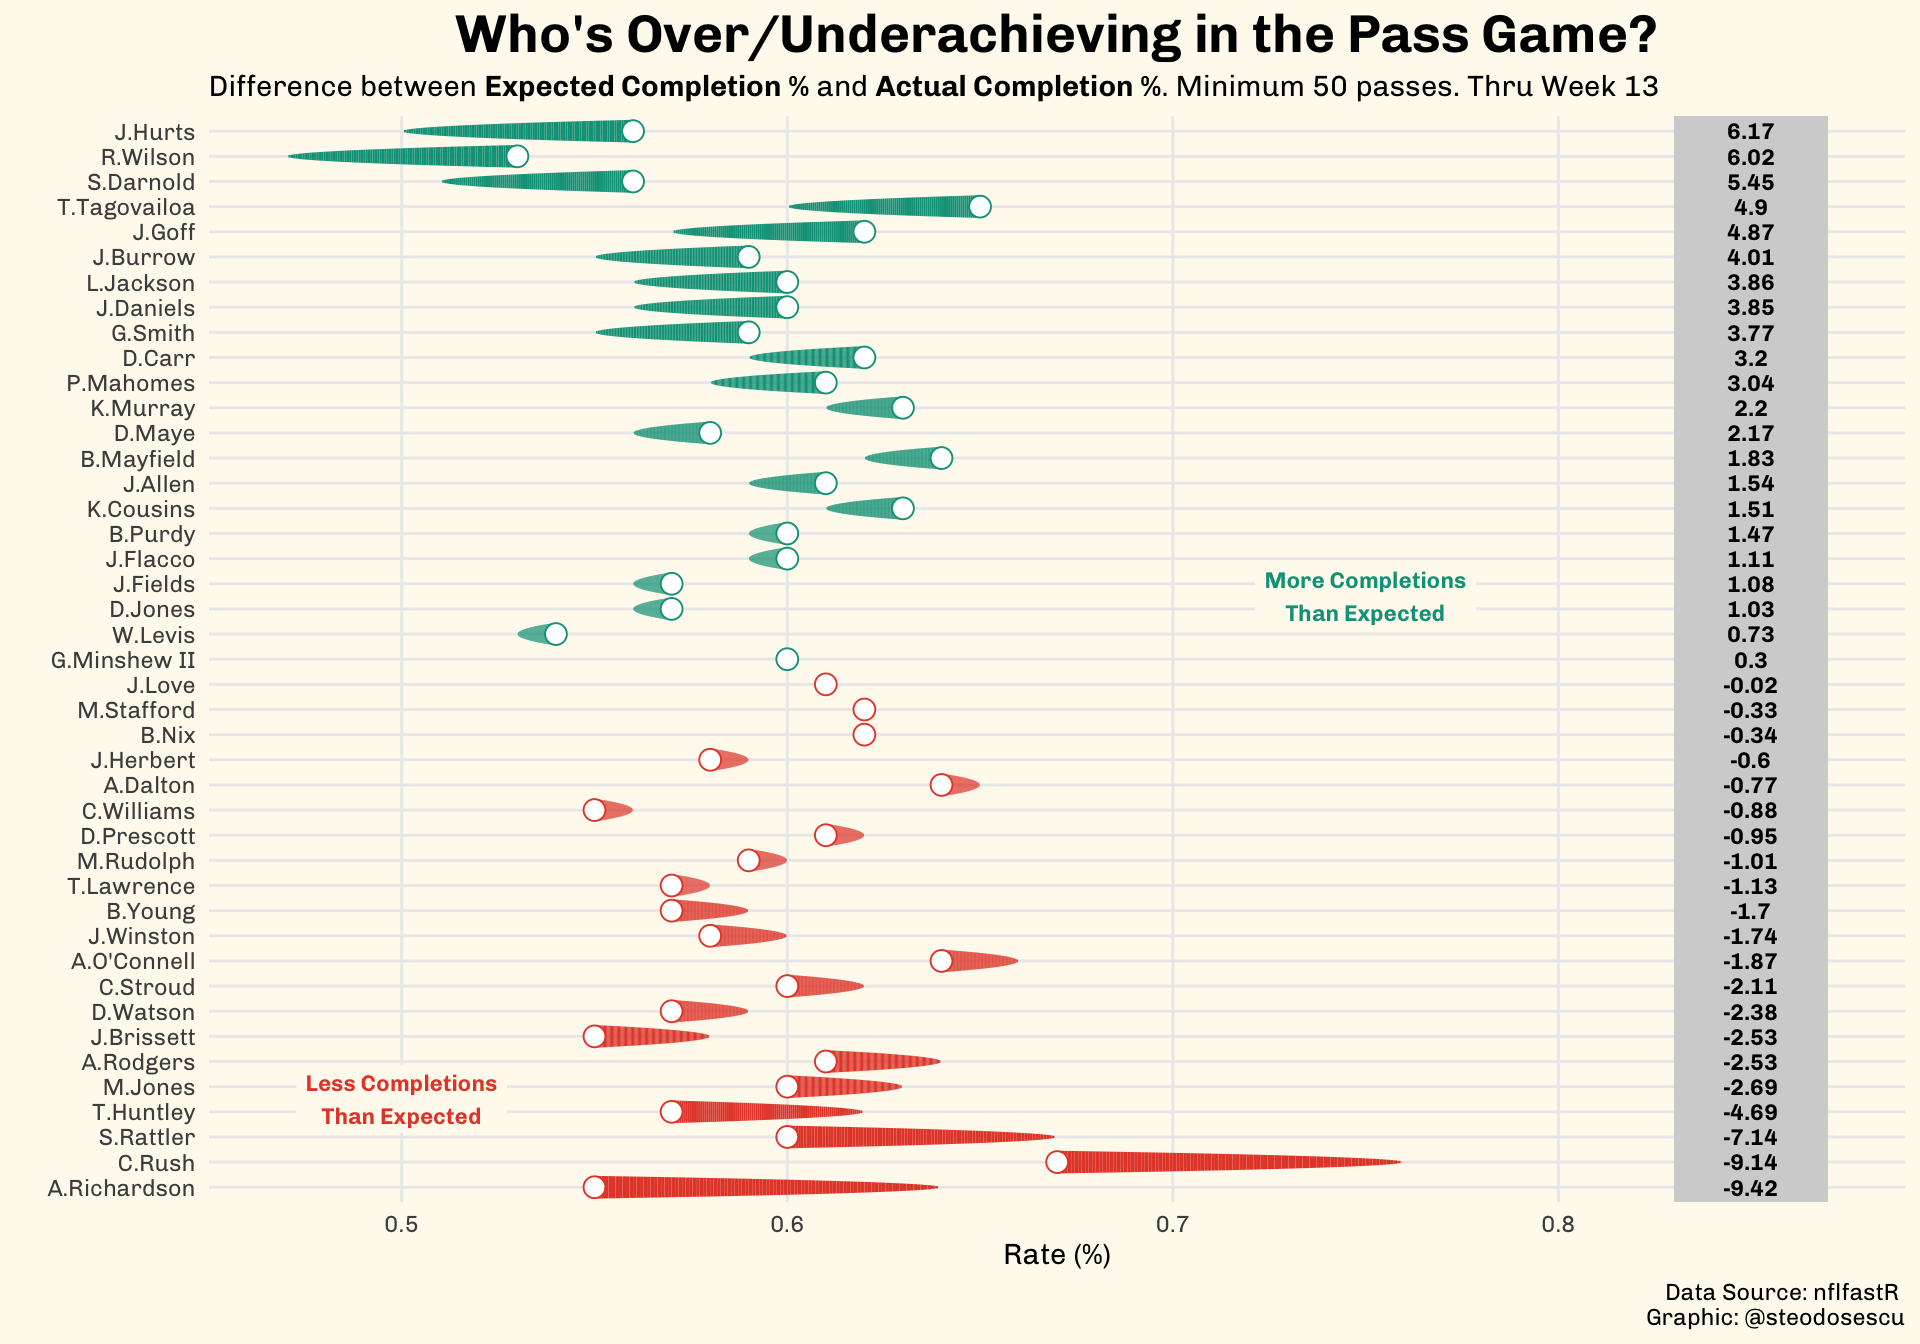 Who's Over/Underachieving in the Pass Game?
Difference between Expected Completion % and Actual Completion %. Minimum 50 passes. Thru Week 13
J.Hurts 6.17
R.Wilson 6.02
S.Darnold 5.45
T.Tagovailoa 4.9
J.Goff 4.87
J.Burrow 4.01
L.Jackson 3.86
J.Daniels 3.85
G.Smith 3.77
D.Carr 3.2
P.Mahomes 3.04
K.Murray 2.2
D.Maye 2.17
B.Mayfield 1.83
J.Allen 1.54
K.Cousins 1.51
B.Purdy 1.47
J.Flacco 1.11
J.Fields 1.08
D.Jones 1.03
W.Levis 0.73
G.Minshew II 0.3
J.Love -0.02
M.Stafford -0.33
B.Nix -0.34
J.Herbert -0.6
A.Dalton -0.77
C.Williams -0.88
D.Prescott -0.95
M.Rudolph -1.01
T.Lawrence -1.13
B.Young -1.7
J.Winston -1.74
A.O'Connell -1.87
C.Stroud -2.11
D.Watson -2.38
J.Brissett -2.53
A.Rodgers -2.53
M.Jones -2.69
T.Huntley -4.69
S.Rattler -7.14
C.Rush -9.14
A.Richardson -9.42
More Completions
Than Expected
Less Completions
Than Expected
0.5 0.6 0.7 0.8
Rate (%)
Data Source: nflfastR
Graphic: @steodosescu